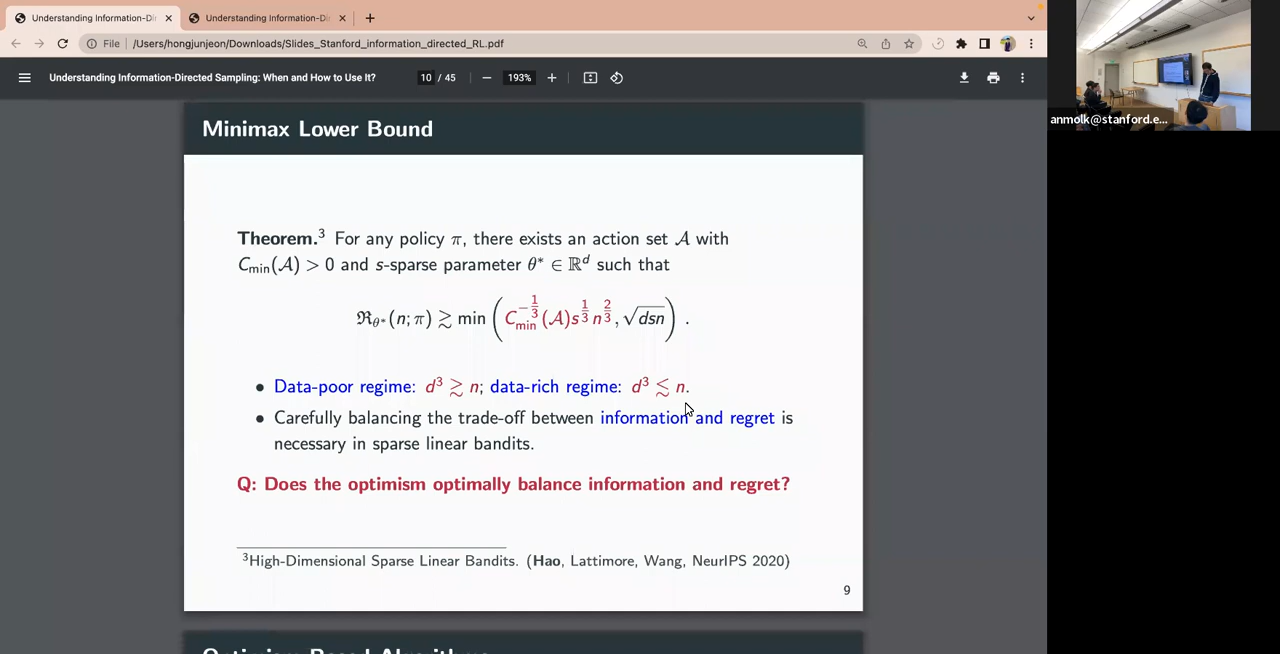 Understanding Information-Di
Understanding Information-Di
File
/Users/hongjunjeon/Downloads/Slides_Stanford_information_directed_RL.pdf
Understanding Information-Directed Sampling: When and How to Use It?
10 / 45
193%
anmolk@stanford.e...
Minimax Lower Bound
Theorem.³ For any policy π, there exists an action set 𝒜 with
C_min(𝒜) > 0 and s-sparse parameter θ* ∈ ℝ^d such that
ℜ_θ*(n; π) ≳ min ( C_min^{-1/3}(𝒜) s^{1/3} n^{2/3}, √dsn ) .
• Data-poor regime: d³ ≳ n; data-rich regime: d³ ≲ n.
• Carefully balancing the trade-off between information and regret is
necessary in sparse linear bandits.
Q: Does the optimism optimally balance information and regret?
³High-Dimensional Sparse Linear Bandits. (Hao, Lattimore, Wang, NeurIPS 2020)
9
Optimism Based Algorithms